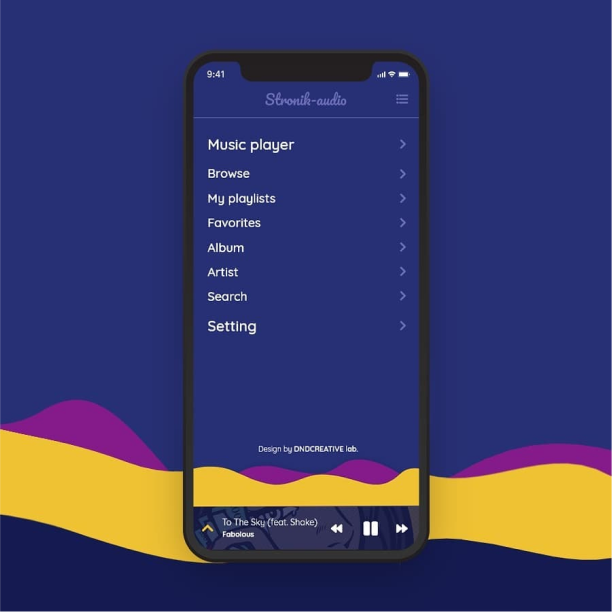 9:41
Stronik-audio
Music player
Browse
My playlists
Favorites
Album
Artist
Search
Setting
Design by DNDCREATIVE lab.
To The Sky (feat. Shake)
Fabolous